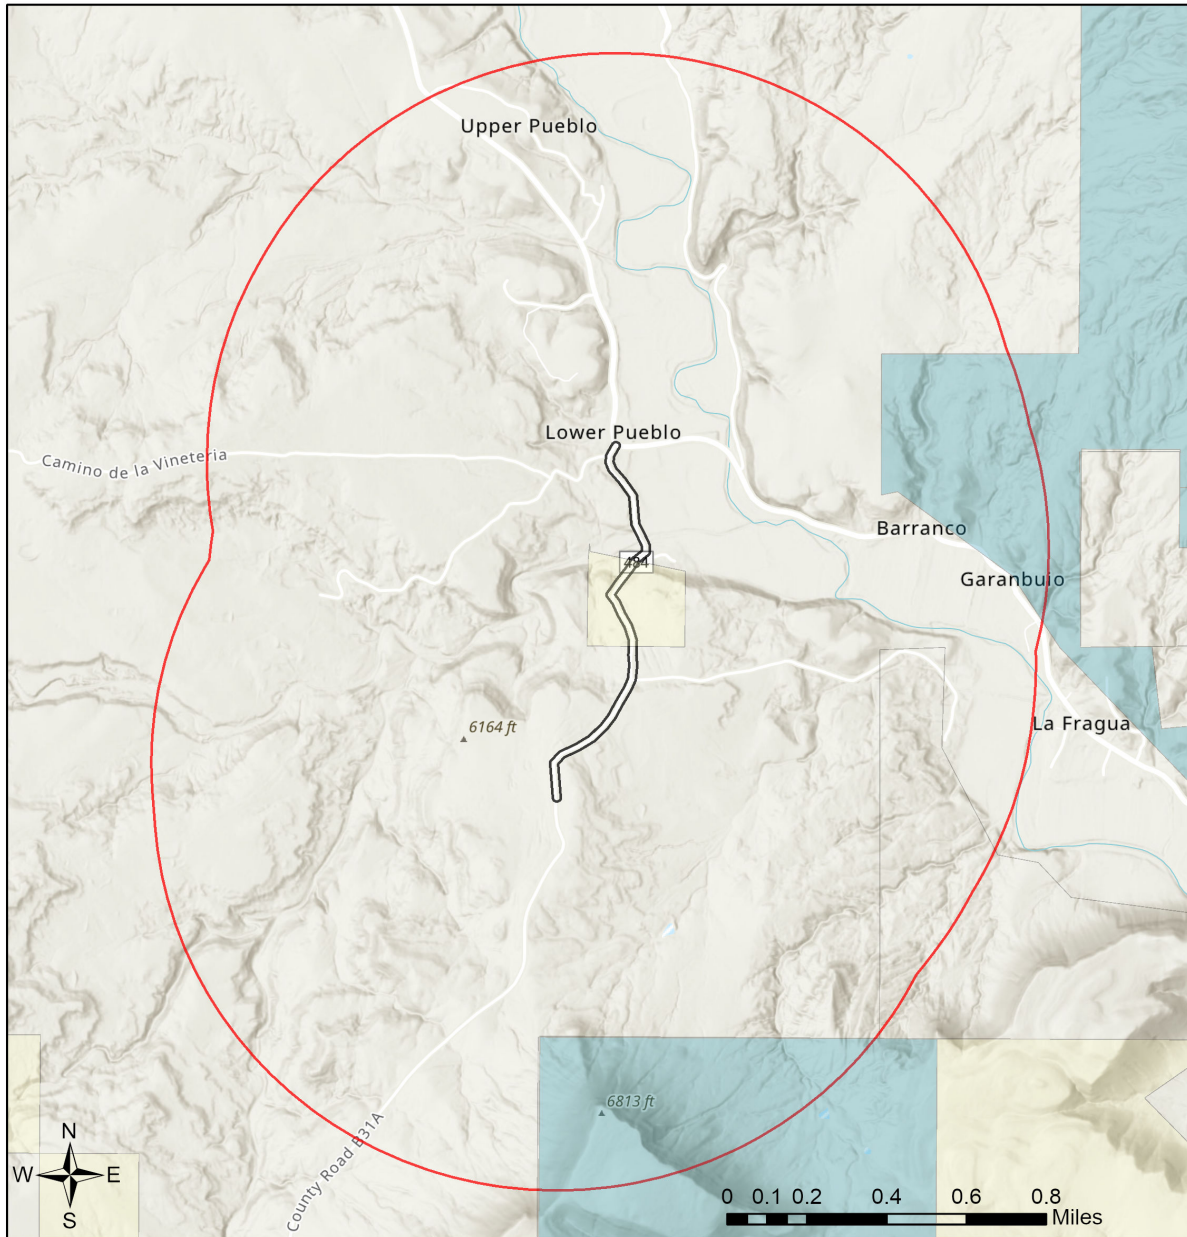 Upper Pueblo
Lower Pueblo
Camino de la Vineteria
Barranco
484
Garanbuio
6164 ft
La Fragua
6813 ft
County Road B31A
N
W E
S
0 0.1 0.2 0.4 0.6 0.8
Miles